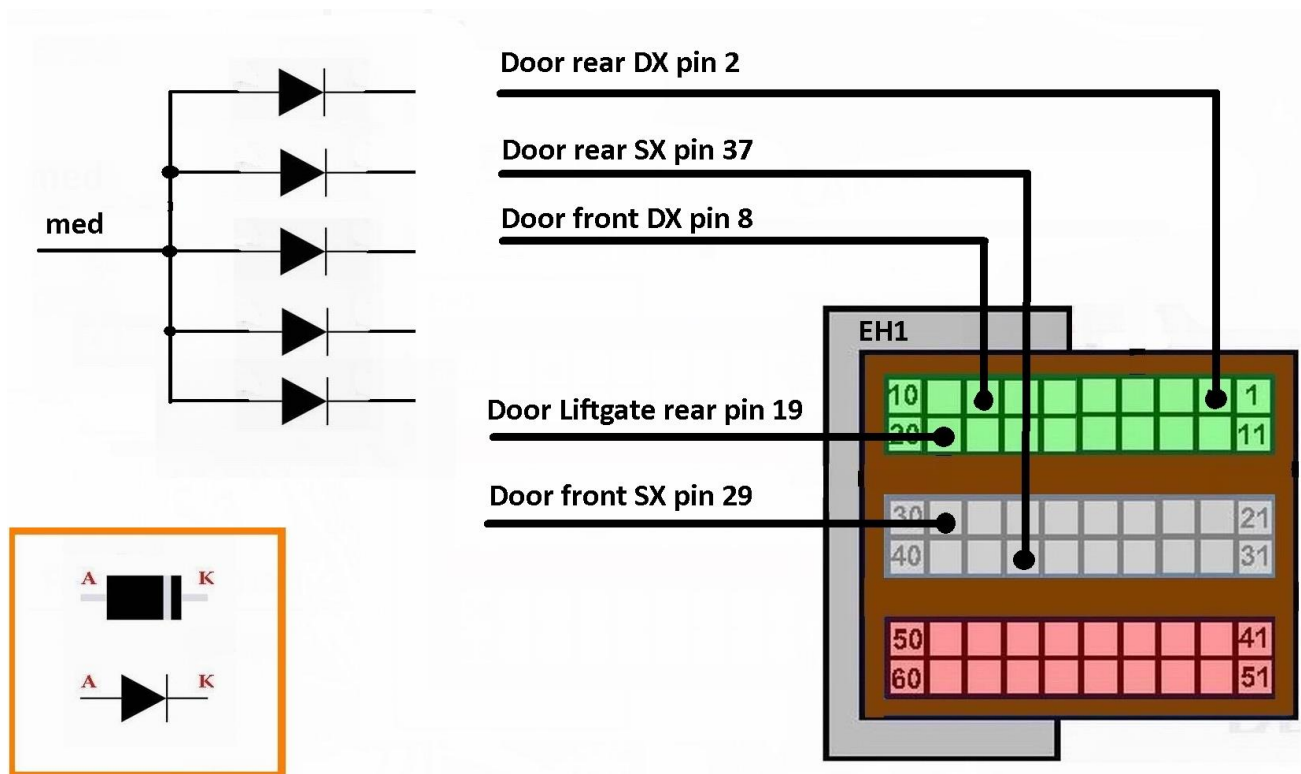 Door rear DX pin 2
Door rear SX pin 37
Door front DX pin 8
med
EH1
10 1
20 11
Door Liftgate rear pin 19
Door front SX pin 29
30 21
40 31
50 41
60 51
A K
A K